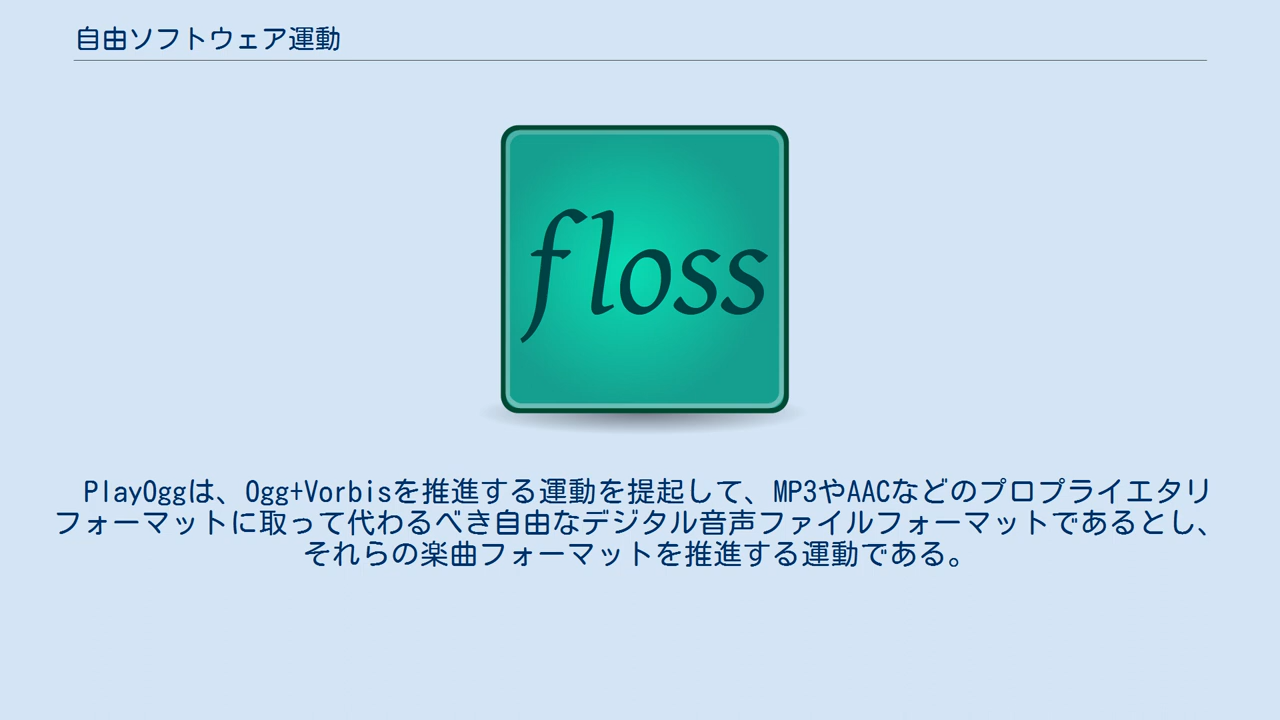 自由ソフトウェア運動
floss
PlayOggは、Ogg+Vorbisを推進する運動を提起して、MP3やAACなどのプロプライエタリ
フォーマットに取って代わるべき自由なデジタル音声ファイルフォーマットであるとし、
それらの楽曲フォーマットを推進する運動である。